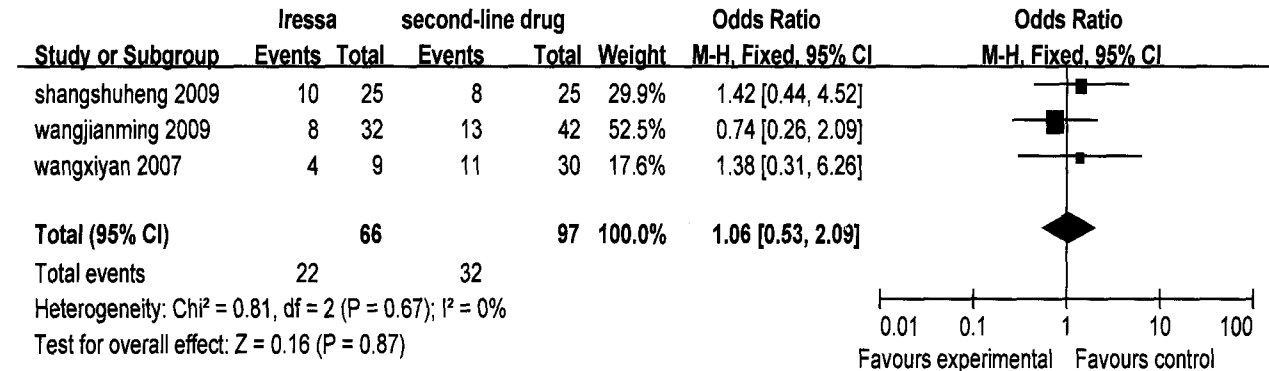 Iressa second-line drug Odds Ratio Odds Ratio
Study or Subgroup Events Total Events Total Weight M-H, Fixed, 95% CI M-H, Fixed, 95% CI
shangshuheng 2009 10 25 8 25 29.9% 1.42 [0.44, 4.52]
wangjianming 2009 8 32 13 42 52.5% 0.74 [0.26, 2.09]
wangxiyan 2007 4 9 11 30 17.6% 1.38 [0.31, 6.26]
Total (95% CI) 66 97 100.0% 1.06 [0.53, 2.09]
Total events 22 32
Heterogeneity: Chi² = 0.81, df = 2 (P = 0.67); I² = 0%
Test for overall effect: Z = 0.16 (P = 0.87)
0.01 0.1 1 10 100
Favours experimental Favours control